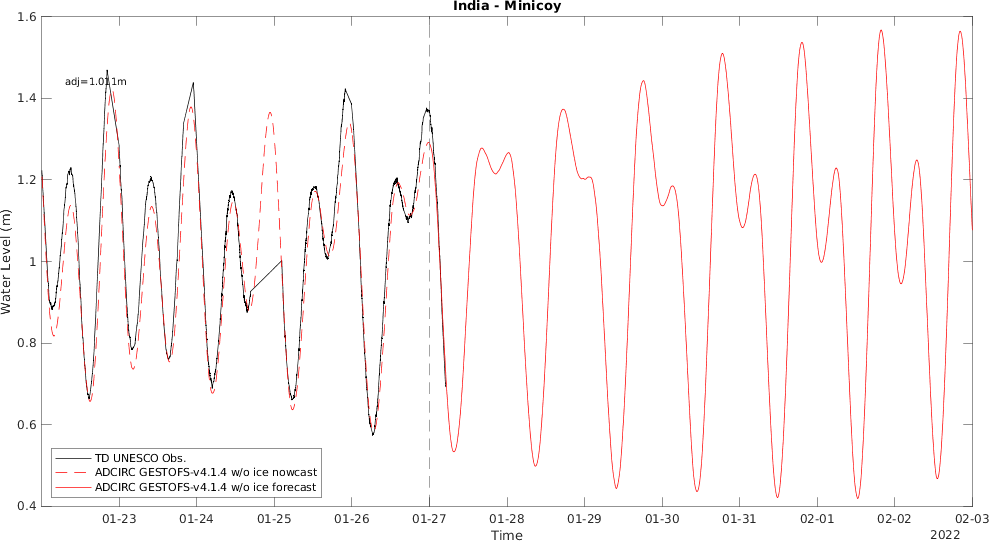 India - Minicoy
1.6
1.4
1.2
1
0.8
0.6
0.4
Water Level (m)
adj=1.011m
TD UNESCO Obs.
ADCIRC GESTOFS-v4.1.4 w/o ice nowcast
ADCIRC GESTOFS-v4.1.4 w/o ice forecast
01-23 01-24 01-25 01-26 01-27 01-28 01-29 01-30 01-31 02-01 02-02 02-03
Time
2022